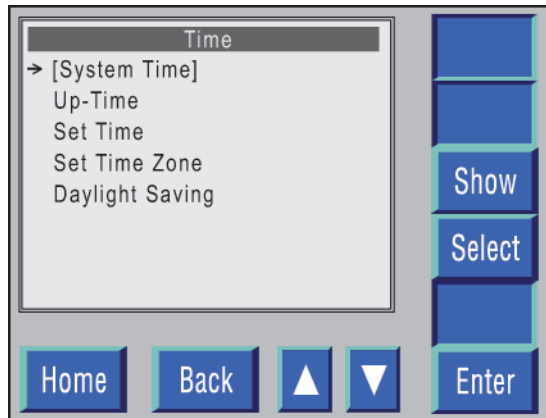 Time
→ [System Time]
Up-Time
Set Time
Set Time Zone
Daylight Saving
Show
Select
Home
Back
Enter